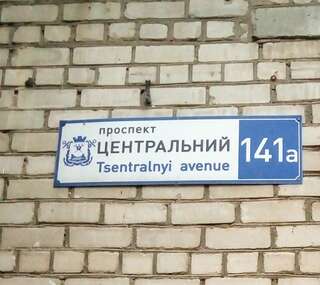 проспект
ЦЕНТРАЛЬНИЙ
Tsentralnyi avenue
141а